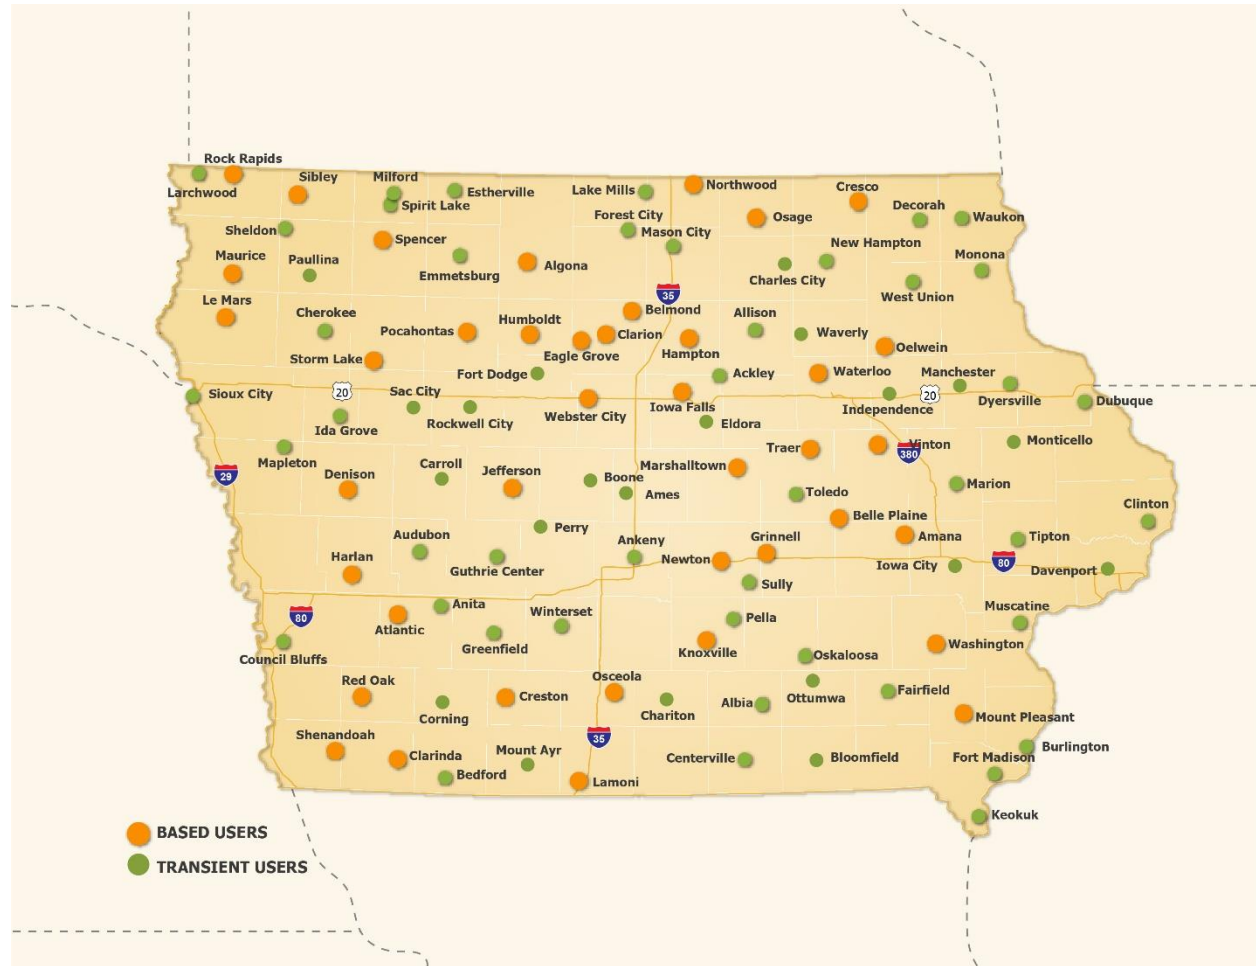 Rock Rapids
Larchwood
Sibley
Milford
Spirit Lake
Estherville
Lake Mills
Northwood
Cresco
Forest City
Osage
Decorah
Waukon
Sheldon
Spencer
Mason City
New Hampton
Maurice
Paullina
Emmetsburg
Algona
Charles City
Monona
West Union
35
Le Mars
Cherokee
Pocahontas
Humboldt
Belmond
Clarion
Eagle Grove
Hampton
Allison
Waverly
Oelwein
Storm Lake
Fort Dodge
Ackley
Waterloo
Manchester
Sioux City
20
Sac City
Webster City
Iowa Falls
Independence
20
Dyersville
Dubuque
Ida Grove
Rockwell City
Eldora
Mapleton
Traer
Vinton
380
Monticello
29
Denison
Carroll
Jefferson
Boone
Ames
Marshalltown
Toledo
Marion
Clinton
Audubon
Perry
Belle Plaine
Amana
Tipton
Harlan
Guthrie Center
Ankeny
Newton
Grinnell
Iowa City
80
Davenport
Sully
80
Atlantic
Anita
Winterset
Pella
Muscatine
Council Bluffs
Greenfield
Knoxville
Oskaloosa
Washington
Red Oak
Corning
Creston
Osceola
Chariton
Albia
Ottumwa
Fairfield
Mount Pleasant
Shenandoah
Clarinda
Mount Ayr
35
Centerville
Bloomfield
Burlington
Fort Madison
Bedford
Lamoni
Keokuk
BASED USERS
TRANSIENT USERS